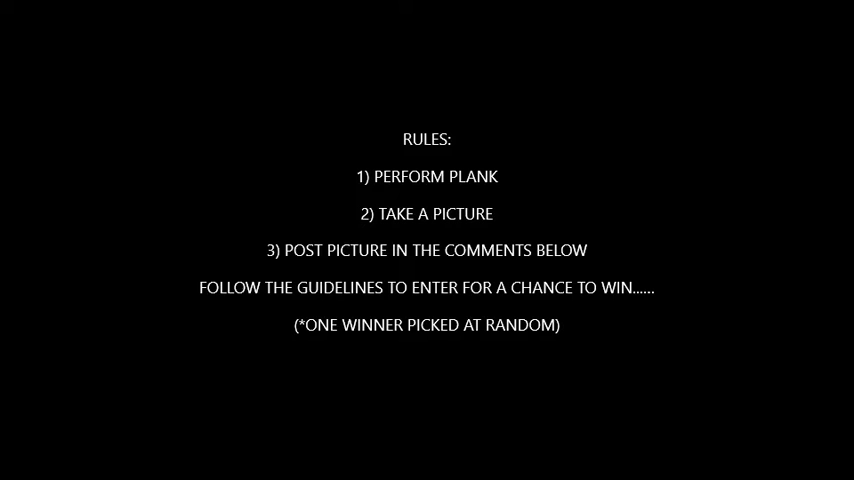 RULES:
1) PERFORM PLANK
2) TAKE A PICTURE
3) POST PICTURE IN THE COMMENTS BELOW
FOLLOW THE GUIDELINES TO ENTER FOR A CHANCE TO WIN......
(*ONE WINNER PICKED AT RANDOM)